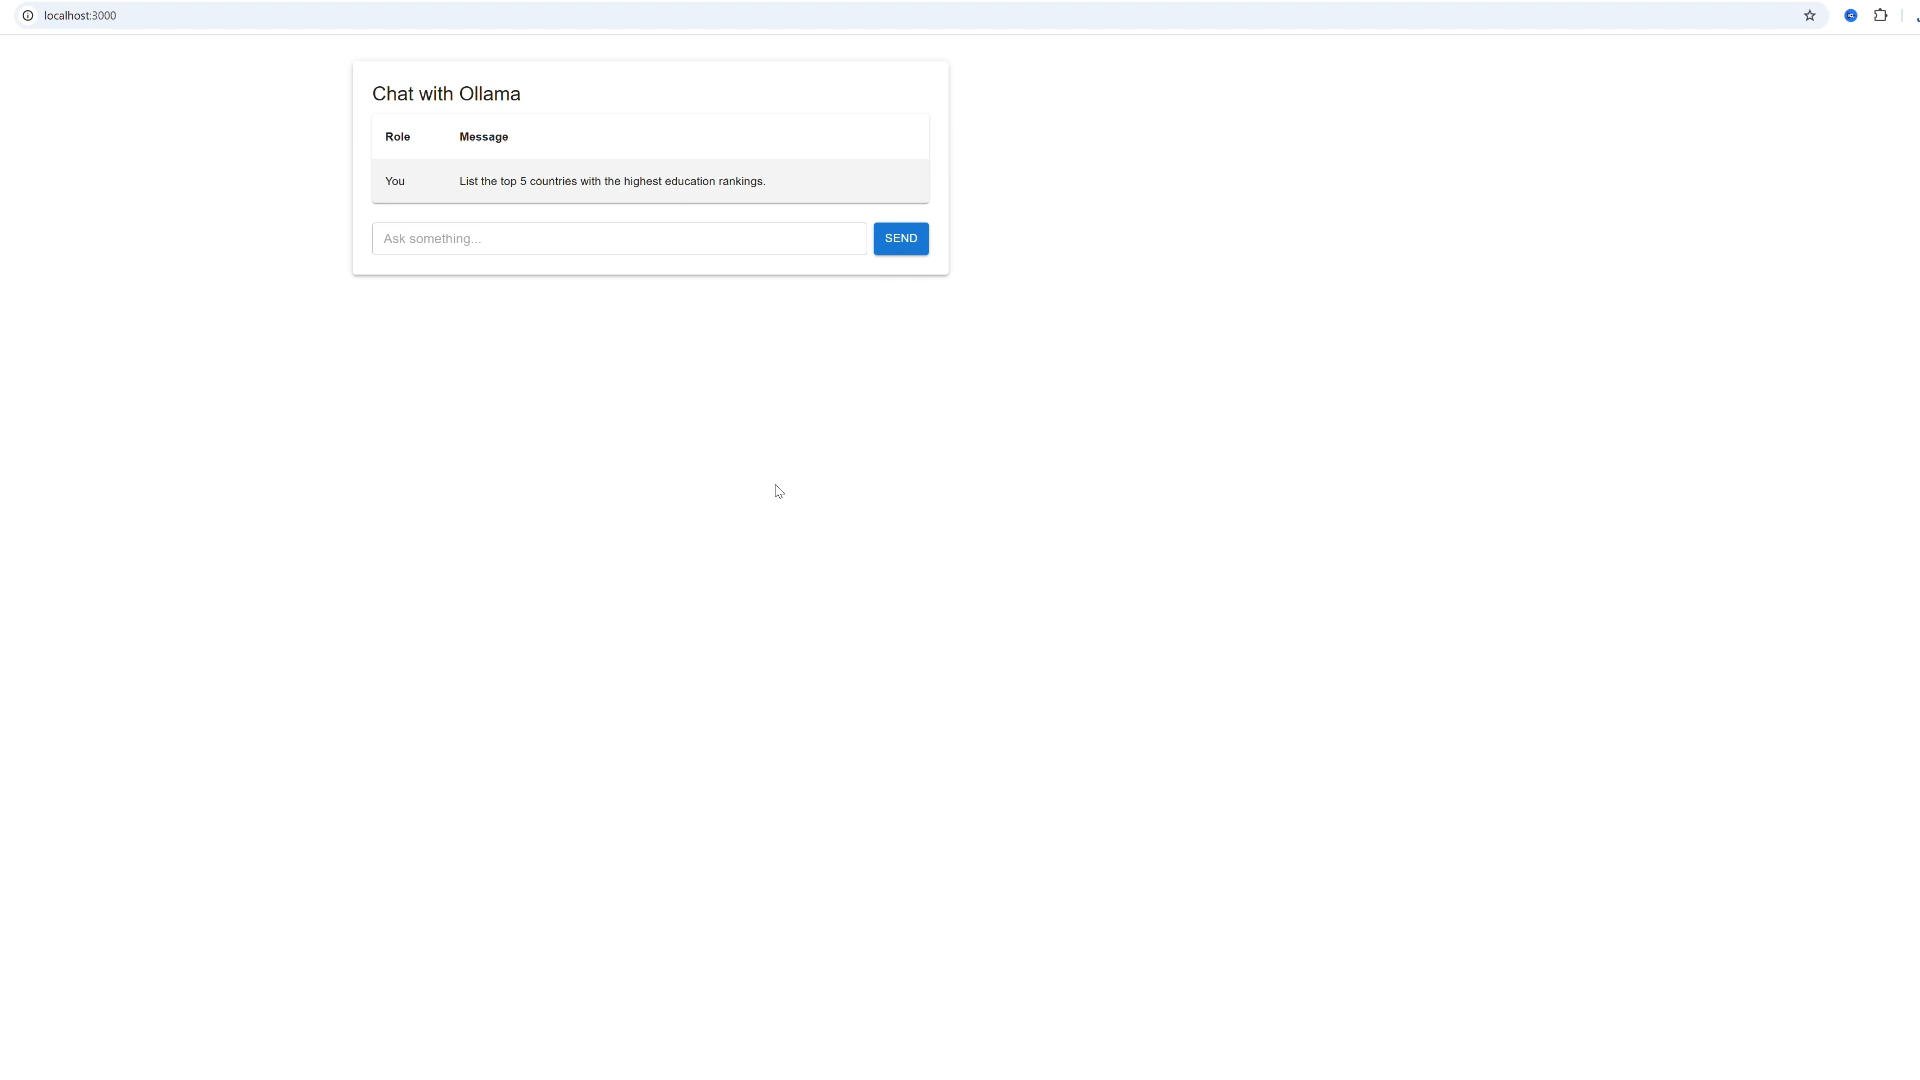 localhost:3000
Chat with Ollama
Role Message
You List the top 5 countries with the highest education rankings.
Ask something... SEND